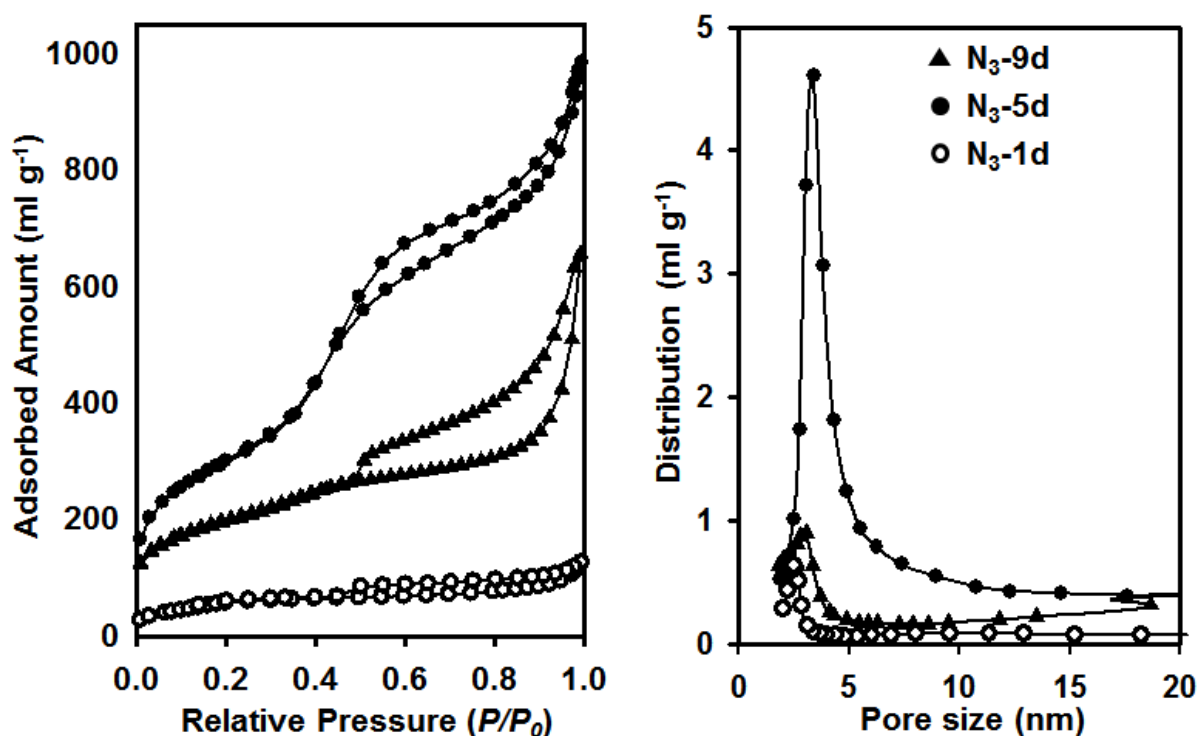 Adsorbed Amount (ml g⁻¹)
1000
800
600
400
200
0
0.0 0.2 0.4 0.6 0.8 1.0
Relative Pressure (P/P₀)
Distribution (ml g⁻¹)
5
4
3
2
1
0
N₃-9d
N₃-5d
N₃-1d
0 5 10 15 20
Pore size (nm)